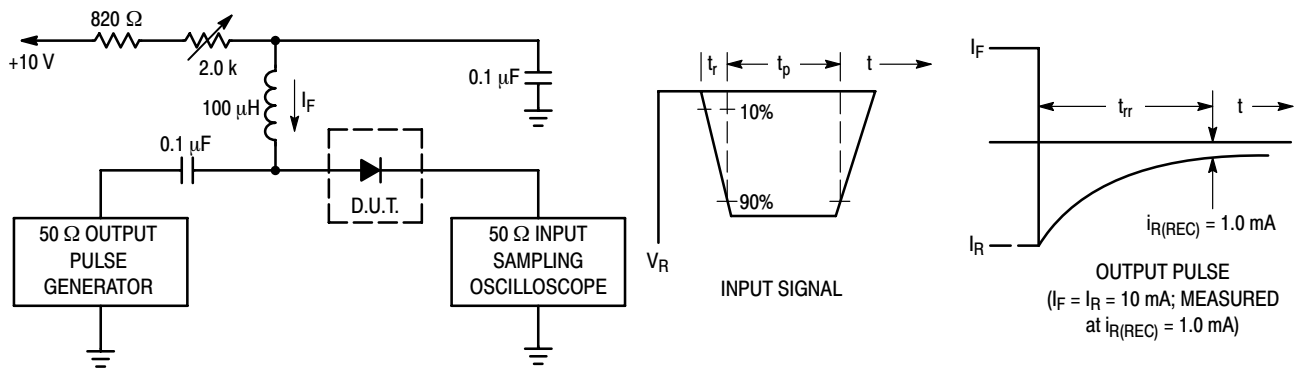 820 Ω
+10 V
2.0 k
0.1 µF
100 µH
I_F
0.1 µF
D.U.T.
50 Ω OUTPUT
PULSE
GENERATOR
50 Ω INPUT
SAMPLING
OSCILLOSCOPE
t_r
t_p
t
10%
90%
V_R
INPUT SIGNAL
I_F
t_rr
t
i_R(REC) = 1.0 mA
I_R
OUTPUT PULSE
(I_F = I_R = 10 mA; MEASURED
at i_R(REC) = 1.0 mA)